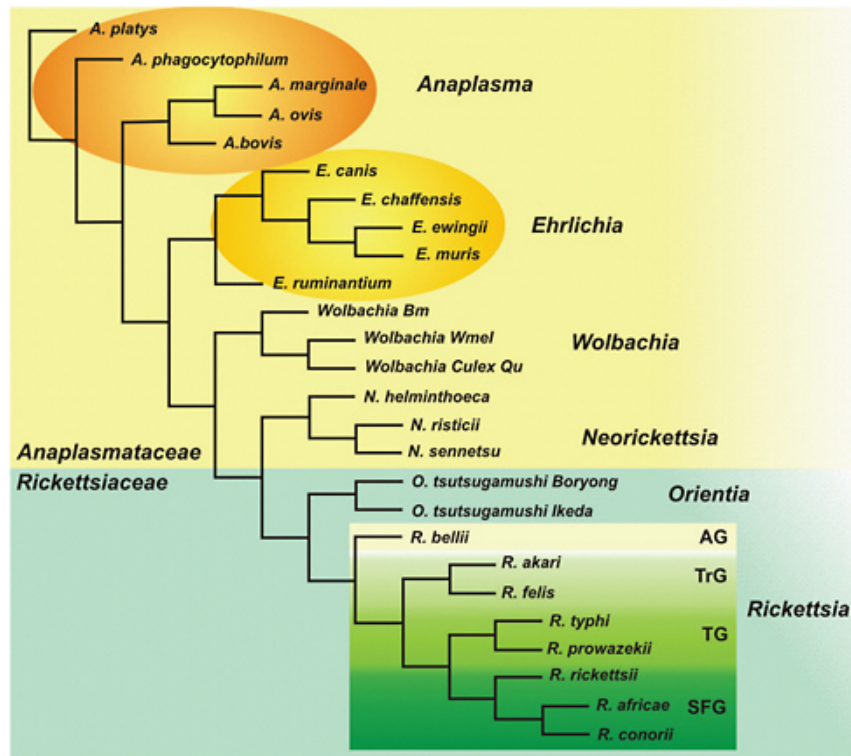 A. platys
A. phagocytophilum
A. marginale
Anaplasma
A. ovis
A.bovis
E. canis
E. chaffensis
E. ewingii
Ehrlichia
E. muris
E. ruminantium
Wolbachia Bm
Wolbachia Wmel
Wolbachia
Wolbachia Culex Qu
N. helminthoeca
N. risticii
Neorickettsia
N. sennetsu
Anaplasmataceae
Rickettsiaceae
O. tsutsugamushi Boryong
Orientia
O. tsutsugamushi Ikeda
R. bellii AG
R. akari
TrG
R. felis
Rickettsia
R. typhi
TG
R. prowazekii
R. rickettsii
R. africae SFG
R. conorii